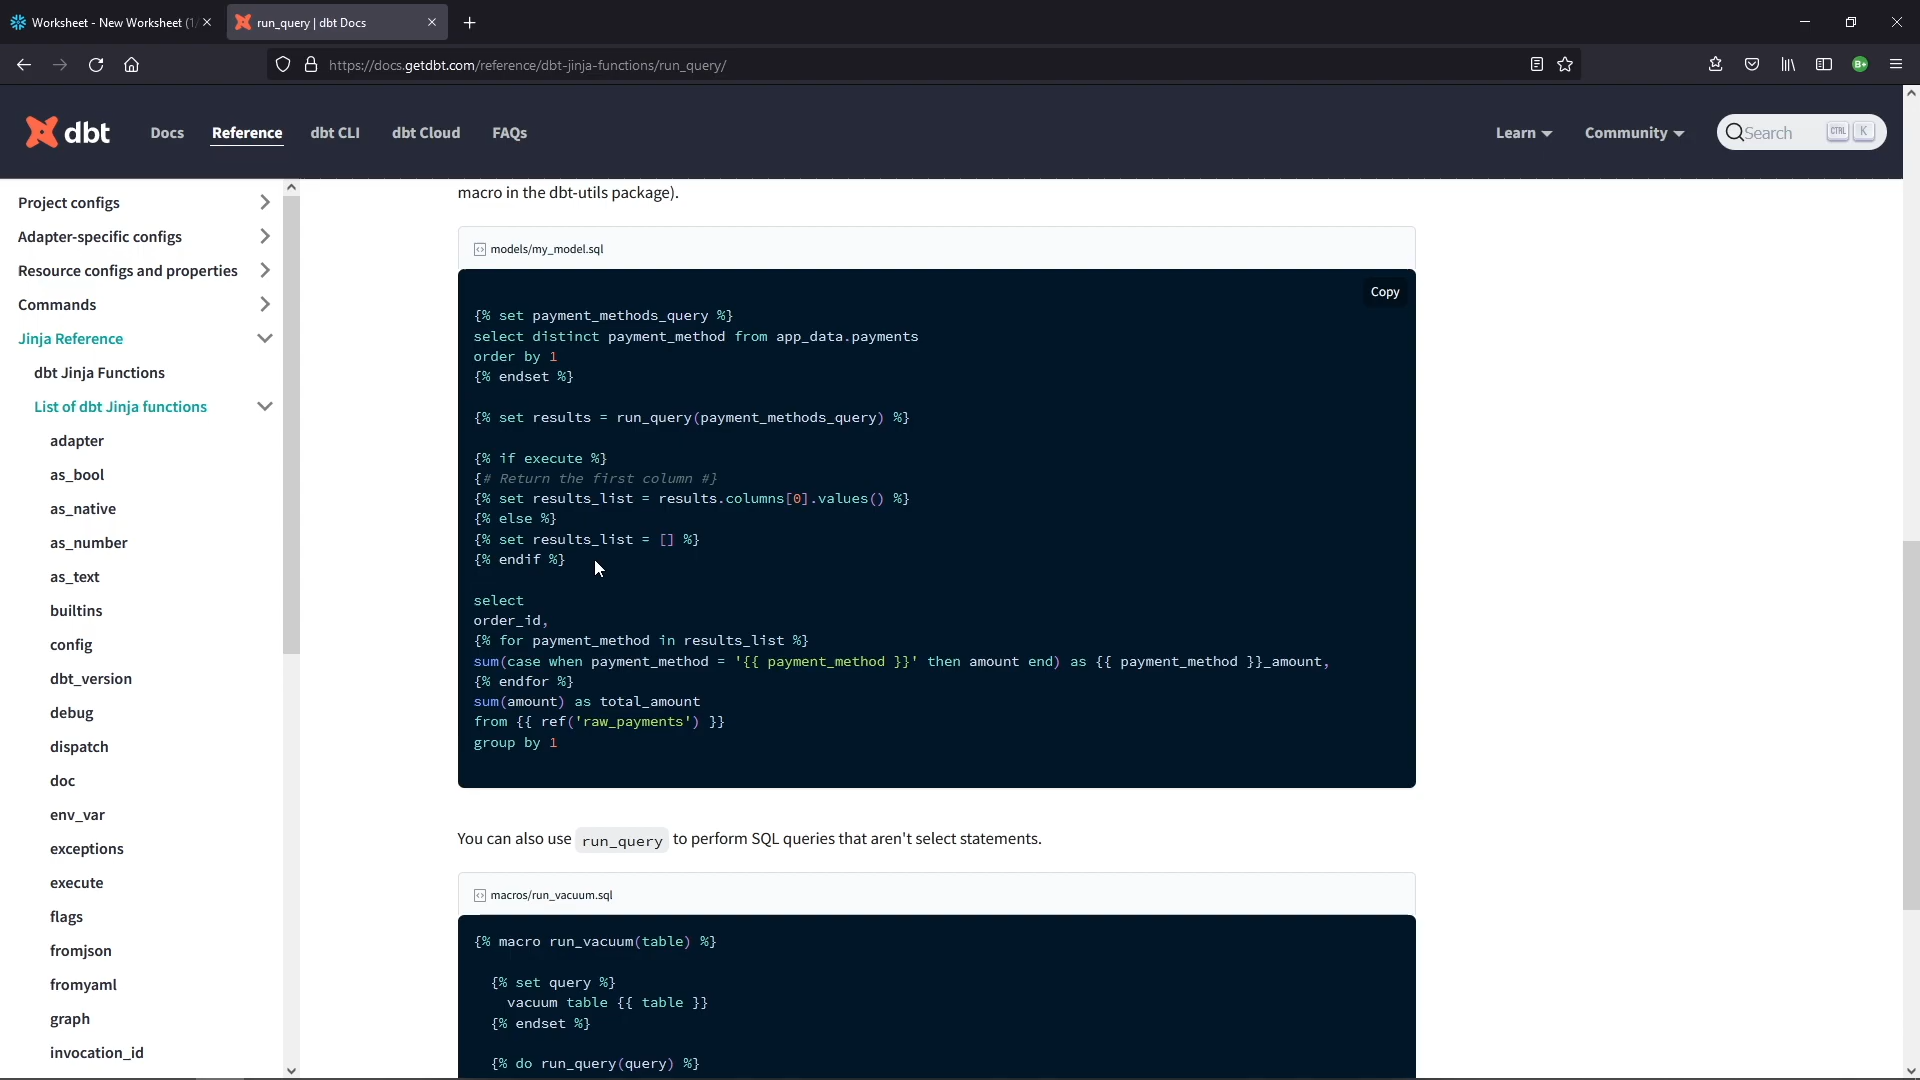 Worksheet - New Worksheet (1
run_query | dbt Docs
https://docs.getdbt.com/reference/dbt-jinja-functions/run_query/
dbt
Docs
Reference
dbt CLI
dbt Cloud
FAQs
Learn
Community
Search
CTRL
K
Project configs
Adapter-specific configs
Resource configs and properties
Commands
Jinja Reference
dbt Jinja Functions
List of dbt Jinja functions
adapter
as_bool
as_native
as_number
as_text
builtins
config
dbt_version
debug
dispatch
doc
env_var
exceptions
execute
flags
fromjson
fromyaml
graph
invocation_id
macro in the dbt-utils package).
models/my_model.sql
Copy
{% set payment_methods_query %}
select distinct payment_method from app_data.payments
order by 1
{% endset %}
{% set results = run_query(payment_methods_query) %}
{% if execute %}
{# Return the first column #}
{% set results_list = results.columns[0].values() %}
{% else %}
{% set results_list = [] %}
{% endif %}
select
order_id,
{% for payment_method in results_list %}
sum(case when payment_method = '{{ payment_method }}' then amount end) as {{ payment_method }}_amount,
{% endfor %}
sum(amount) as total_amount
from {{ ref('raw_payments') }}
group by 1
You can also use run_query to perform SQL queries that aren't select statements.
macros/run_vacuum.sql
{% macro run_vacuum(table) %}
{% set query %}
vacuum table {{ table }}
{% endset %}
{% do run_query(query) %}